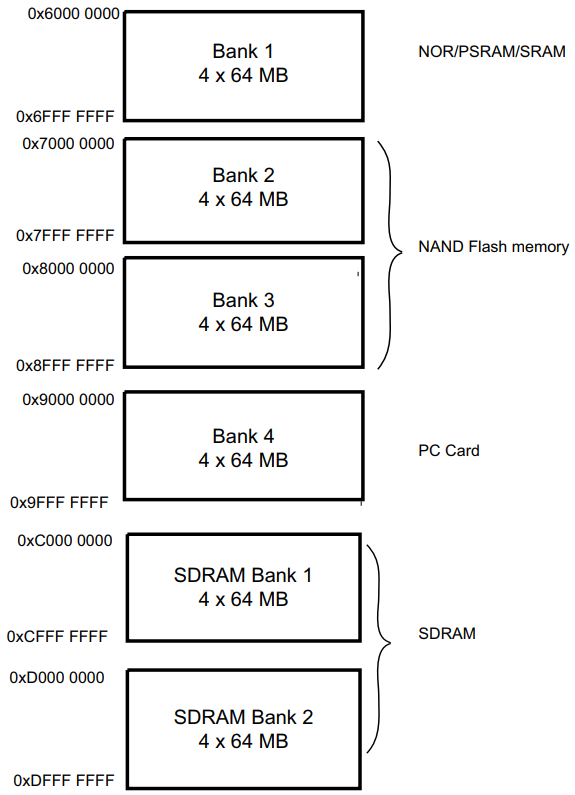 0x6000 0000
Bank 1
4 x 64 MB
NOR/PSRAM/SRAM
0x6FFF FFFF
0x7000 0000
Bank 2
4 x 64 MB
0x7FFF FFFF
NAND Flash memory
0x8000 0000
Bank 3
4 x 64 MB
0x8FFF FFFF
0x9000 0000
Bank 4
4 x 64 MB
PC Card
0x9FFF FFFF
0xC000 0000
SDRAM Bank 1
4 x 64 MB
0xCFFF FFFF
SDRAM
0xD000 0000
SDRAM Bank 2
4 x 64 MB
0xDFFF FFFF